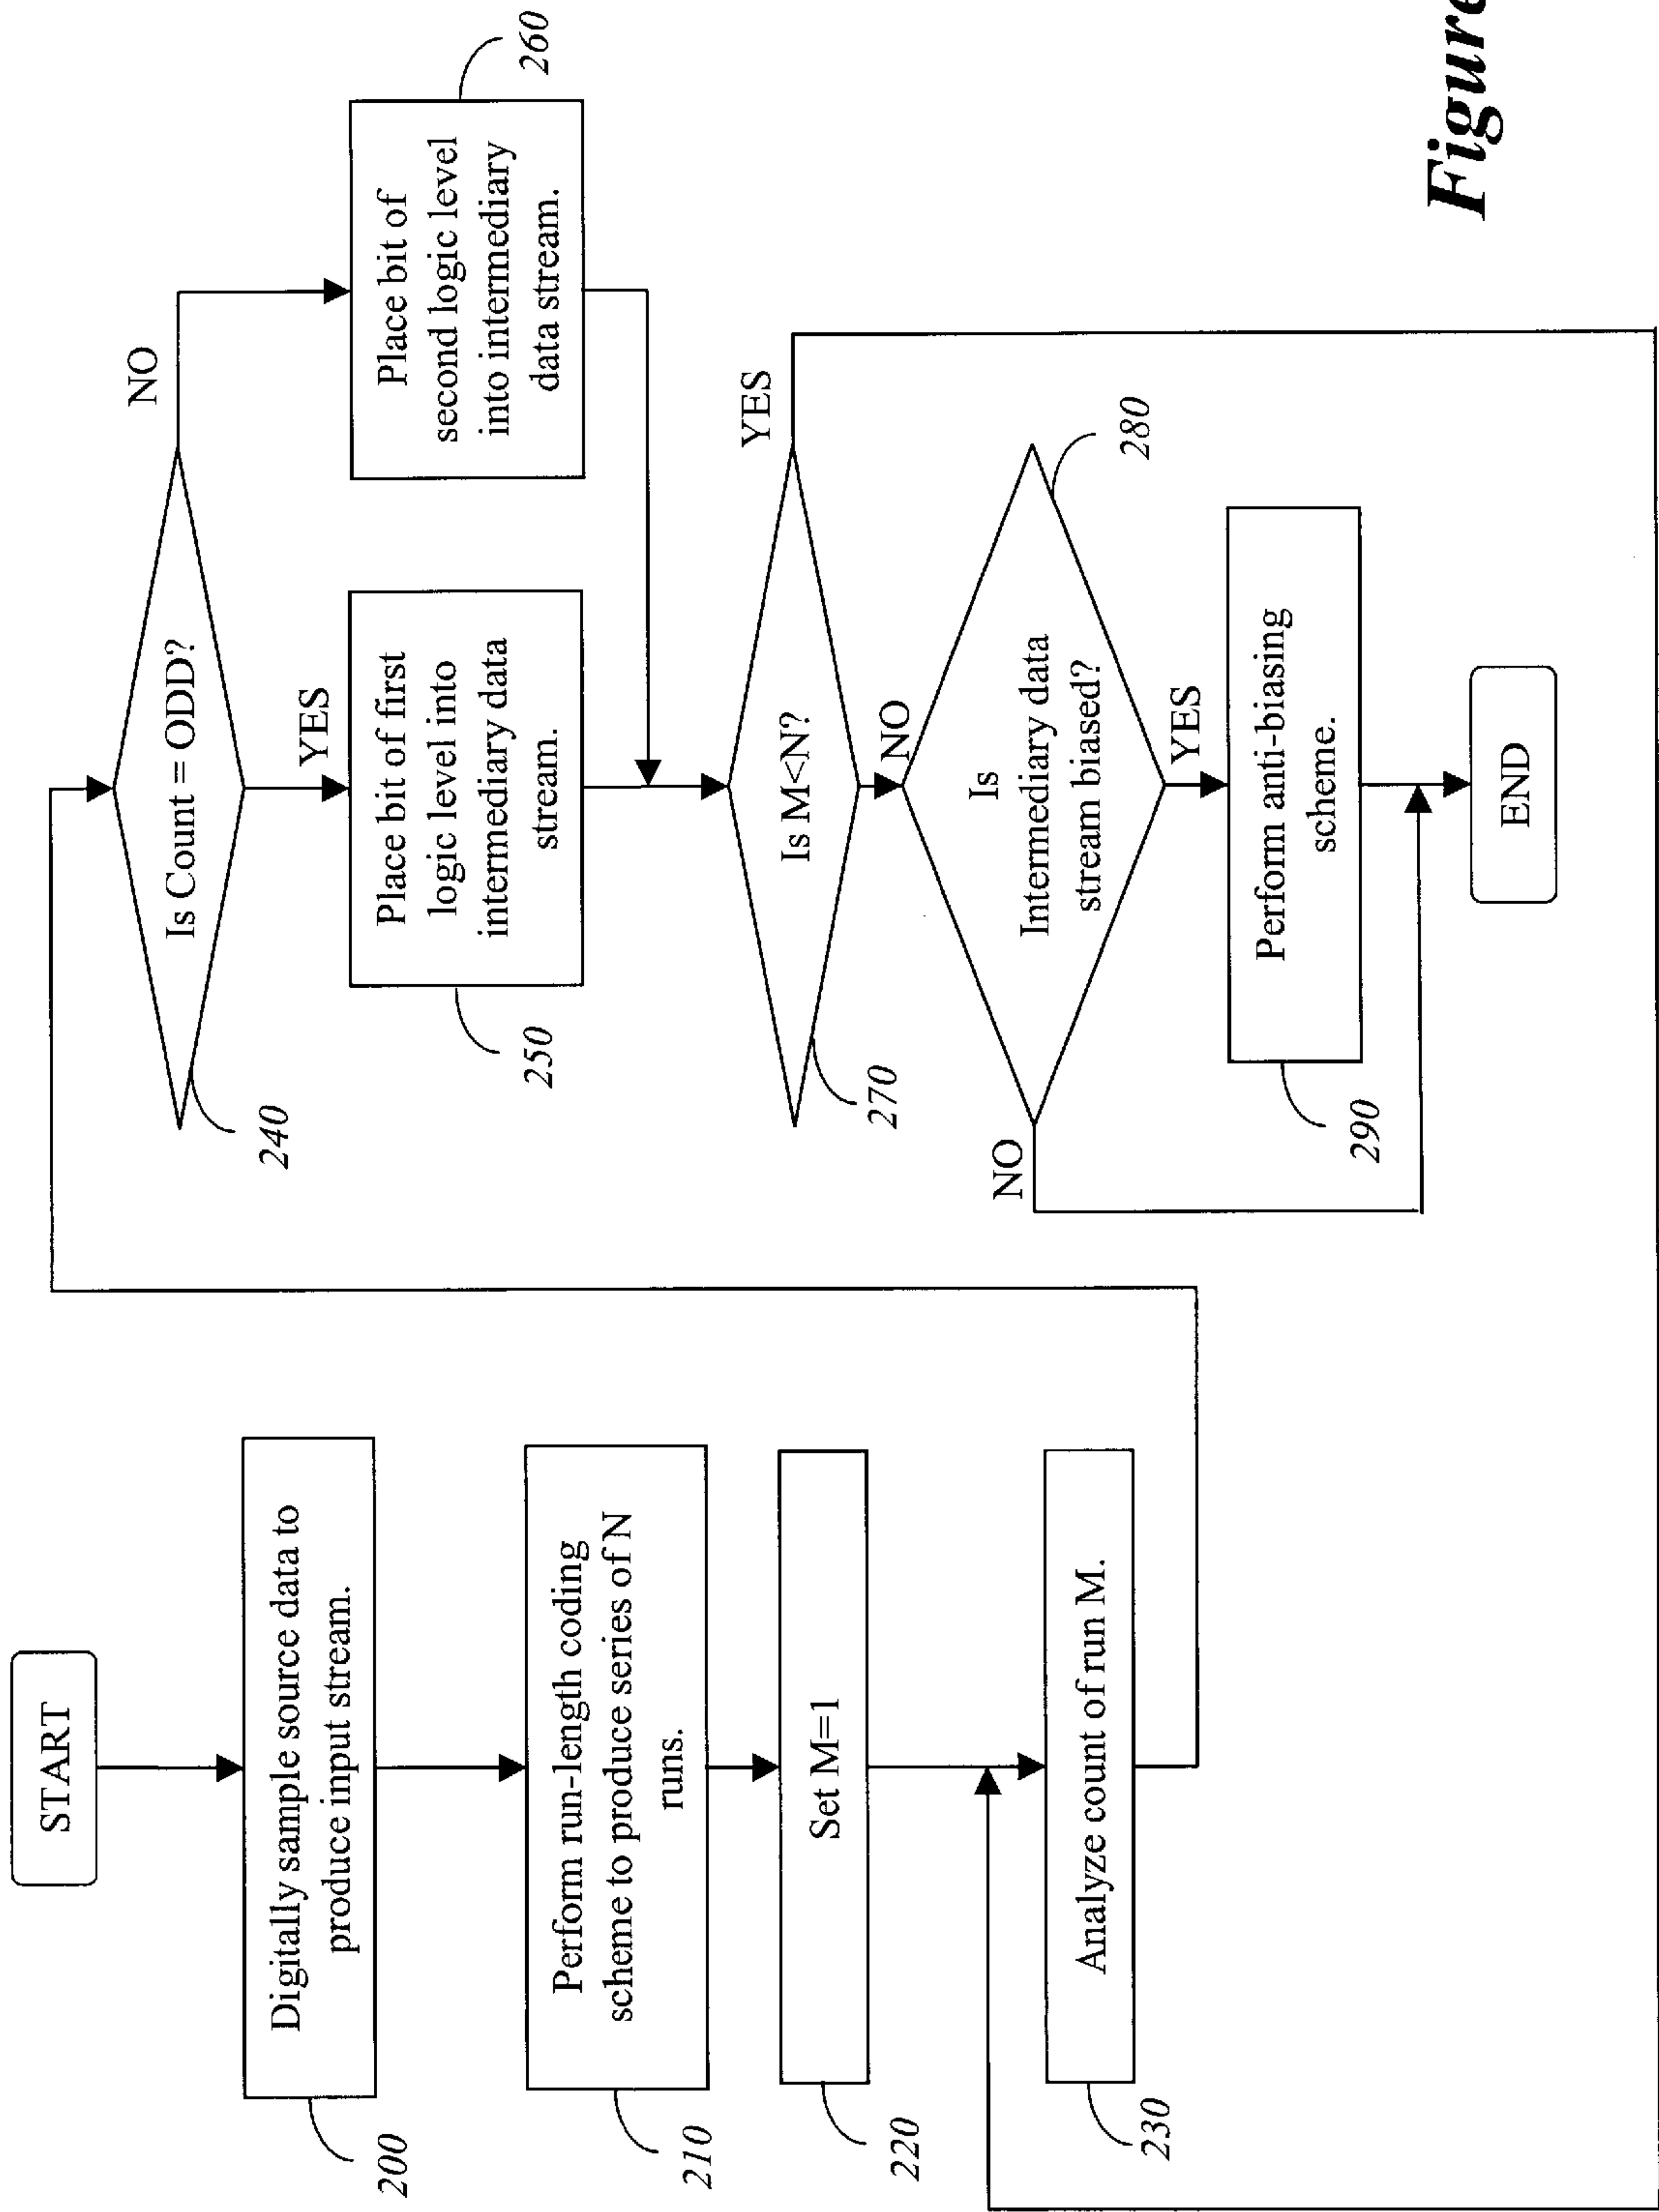 START
Digitally sample source data to
produce input stream.
200
Perform run-length coding
scheme to produce series of N
runs.
210
Set M=1
220
Analyze count of run M.
230
Is Count = ODD?
240
NO
YES
Place bit of first
logic level into
intermediary data
stream.
250
Place bit of
second logic level
into intermediary
data stream.
260
Is M<N?
270
YES
NO
Is
Intermediary data
stream biased?
280
NO
YES
Perform anti-biasing
scheme.
290
END
Figure